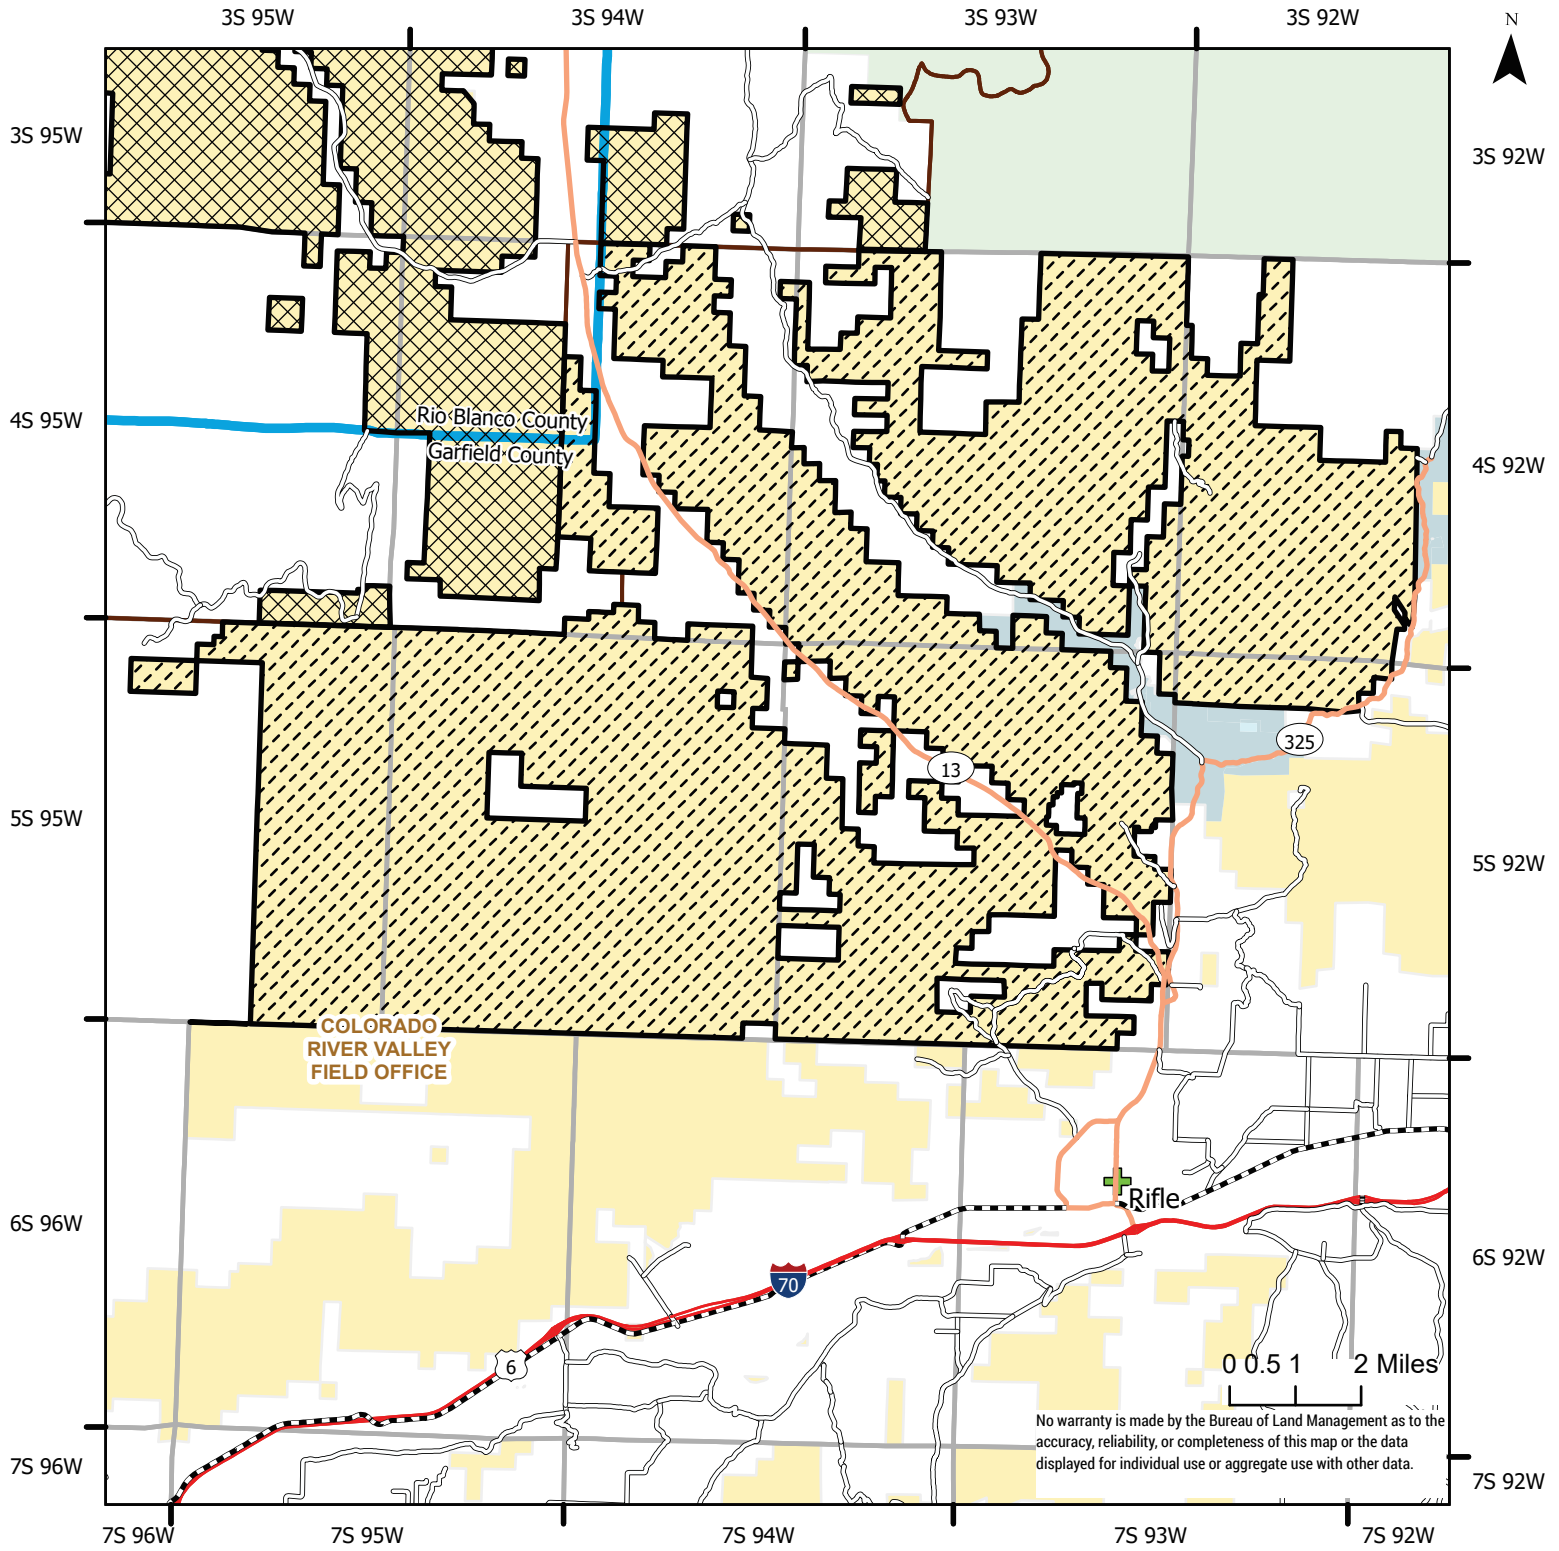 3S 95W
3S 94W
3S 93W
3S 92W
N
3S 95W
3S 92W
4S 95W
Rio Blanco County
Garfield County
4S 92W
325
13
5S 95W
5S 92W
COLORADO
RIVER VALLEY
FIELD OFFICE
Rifle
6S 96W
6S 92W
70
6
0 0.5 1 2 Miles
No warranty is made by the Bureau of Land Management as to the
accuracy, reliability, or completeness of this map or the data
displayed for individual use or aggregate use with other data.
7S 96W
7S 92W
7S 96W
7S 95W
7S 94W
7S 93W
7S 92W